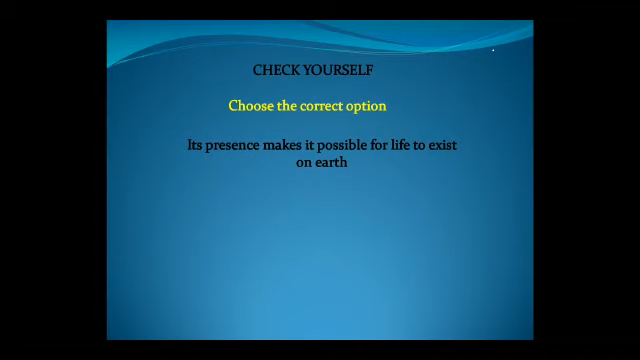 CHECK YOURSELF
Choose the correct option
Its presence makes it possible for life to exist
on earth